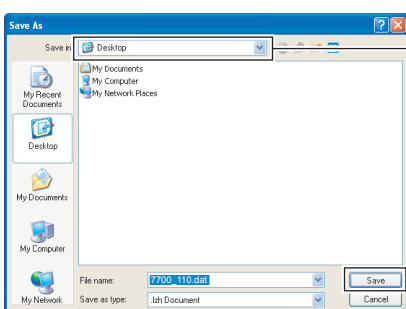 Save As
Save in
Desktop
My Documents
My Computer
My Network Places
My Recent
Documents
Desktop
My Documents
My Computer
My Network
File name:
7700_110.dat
Save
Save as type:
.lzh Document
Cancel